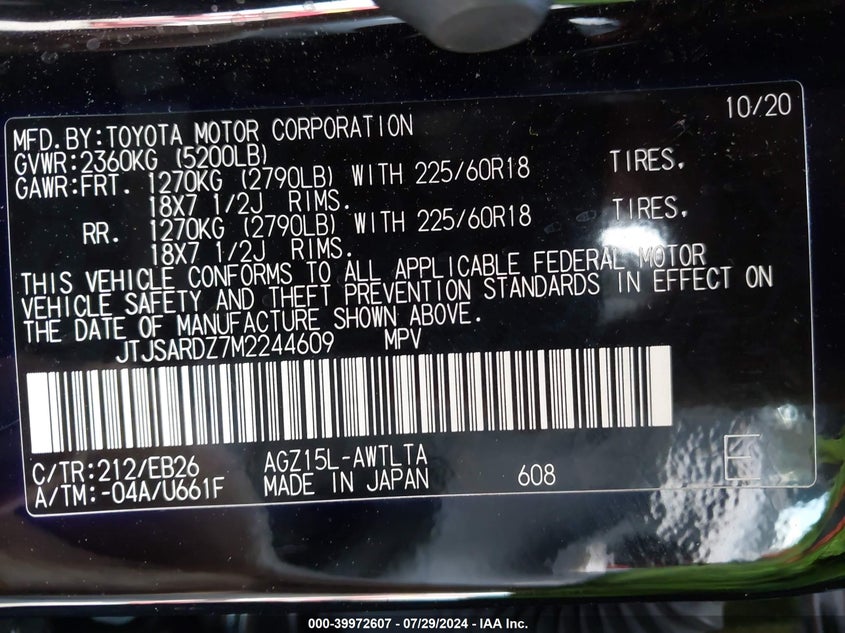 10/20
MFD.BY:TOYOTA MOTOR CORPORATION
GVWR:2360KG (5200LB)
GAWR:FRT. 1270KG (2790LB) WITH 225/60R18 TIRES.
18X7 1/2J RIMS.
RR. 1270KG (2790LB) WITH 225/60R18 TIRES.
18X7 1/2J RIMS.
THIS VEHICLE CONFORMS TO ALL APPLICABLE FEDERAL MOTOR
VEHICLE SAFETY AND THEFT PREVENTION STANDARDS IN EFFECT ON
THE DATE OF MANUFACTURE SHOWN ABOVE.
JTJSARDZ7M2244609 MPV
C/TR:212/EB26 AGZ15L-AWTLTA
A/TM:-04A/U661F MADE IN JAPAN 608 E
000-39972607 - 07/29/2024 - IAA Inc.